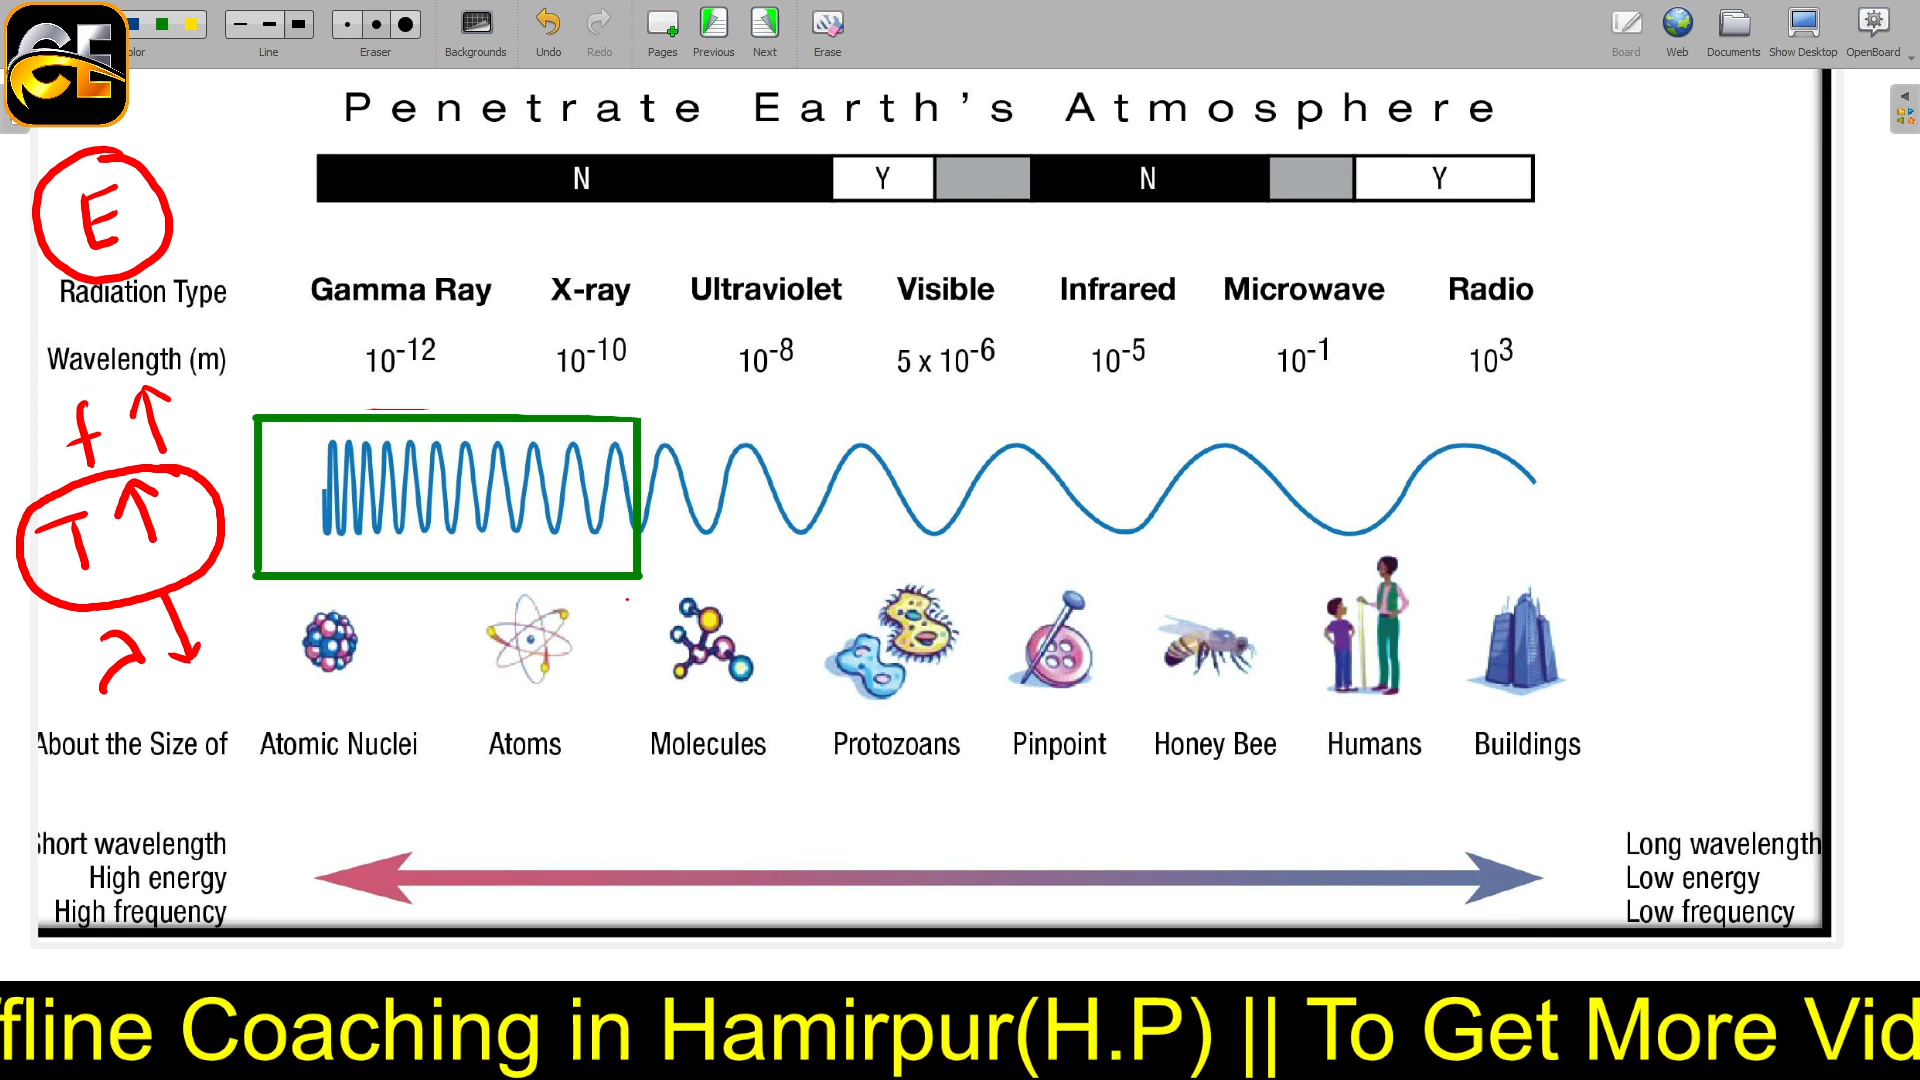 CE
olor
Line
Eraser
Backgrounds
Undo
Redo
Pages
Previous
Next
Erase
Board
Web
Documents
Show Desktop
OpenBoard
Penetrate Earth's Atmosphere
N Y N Y
E
Radiation Type Gamma Ray X-ray Ultraviolet Visible Infrared Microwave Radio
Wavelength (m) 10⁻¹² 10⁻¹⁰ 10⁻⁸ 5 x 10⁻⁶ 10⁻⁵ 10⁻¹ 10³
f ↑
T ↑
λ
About the Size of Atomic Nuclei Atoms Molecules Protozoans Pinpoint Honey Bee Humans Buildings
Short wavelength
High energy
High frequency
Long wavelength
Low energy
Low frequency
ffline Coaching in Hamirpur(H.P) || To Get More Vid